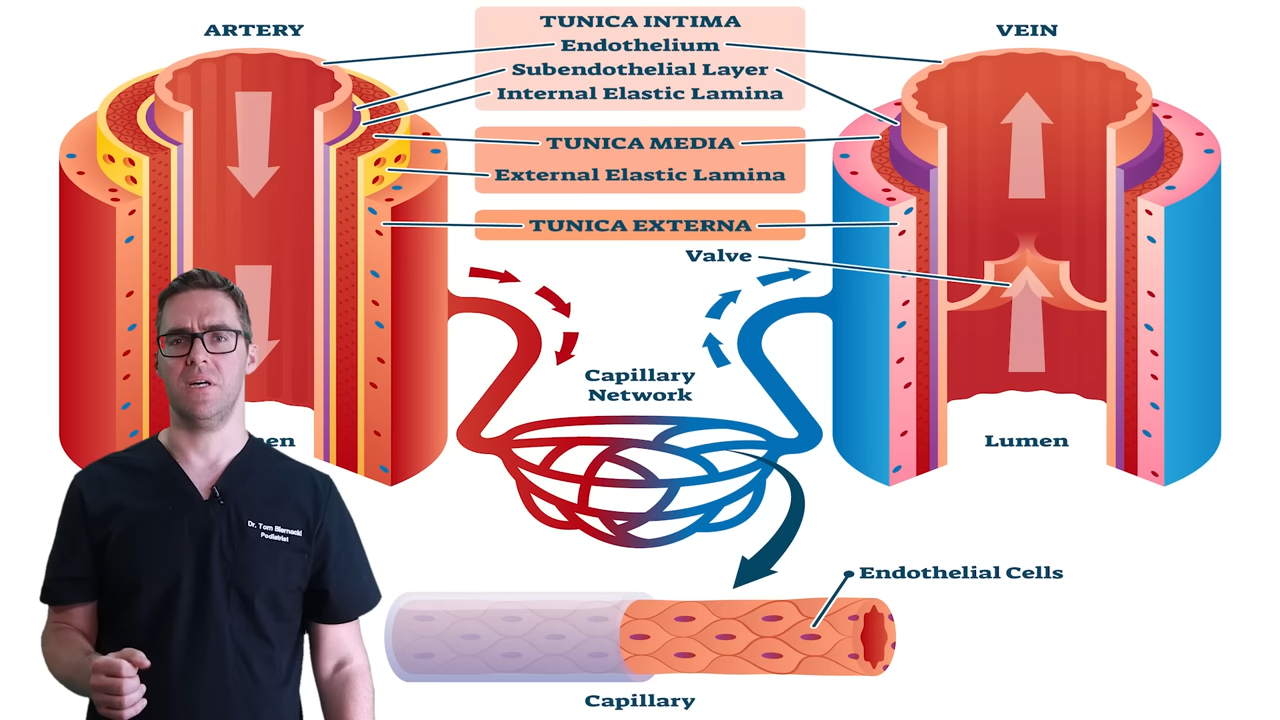 ARTERY
TUNICA INTIMA
VEIN
Endothelium
Subendothelial Layer
Internal Elastic Lamina
TUNICA MEDIA
External Elastic Lamina
TUNICA EXTERNA
Valve
Capillary
Network
en
Lumen
Dr. Tom Biernacki
Podiatrist
Endothelial Cells
Capillary